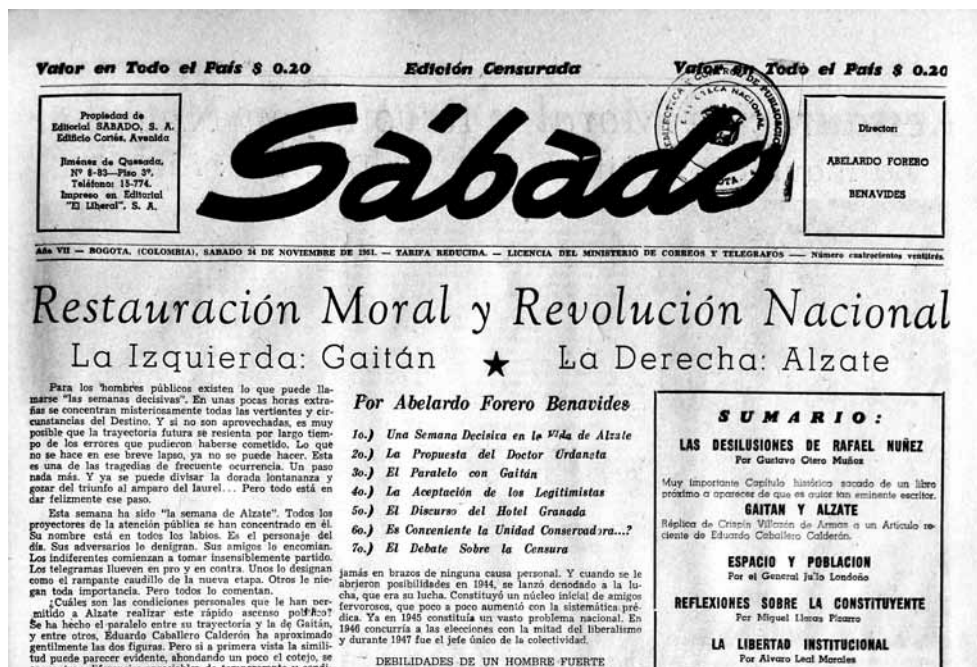 Valor en Todo el País $ 0.20
Edición Censurada
Valor en Todo el País $ 0.20
Propiedad de
Editorial SABADO, S. A.
Edificio Cortés, Avenida
Jiménez de Quesada,
Nº 8-83—Piso 3º.
Teléfono: 15-774.
Impreso en Editorial
"El Liberal", S. A.
Sábado
Director:
ABELARDO FORERO
BENAVIDES
Año VII — BOGOTA, (COLOMBIA), SABADO 24 DE NOVIEMBRE DE 1951. — TARIFA REDUCIDA. — LICENCIA DEL MINISTERIO DE CORREOS Y TELEGRAFOS — Número cuatrocientos ventitrés.
Restauración Moral y Revolución Nacional
La Izquierda: Gaitán ★ La Derecha: Alzate
Para los hombres públicos existen lo que puede lla-
marse "las semanas decisivas". En unas pocas horas extra-
ñas se concentran misteriosamente todas las vertientes y cir-
cunstancias del Destino. Y si no son aprovechadas, es muy
posible que la trayectoria futura se resienta por largo tiem-
po de los errores que pudieron haberse cometido. Lo que
no se hace en ese breve lapso, ya no se puede hacer. Esta
es una de las tragedias de frecuente ocurrencia. Un paso
nada más. Y ya se puede divisar la dorada lontananza y
gozar del triunfo al amparo del laurel... Pero todo está en
dar felizmente ese paso.
Esta semana ha sido "la semana de Alzate". Todos los
proyectores de la atención pública se han concentrado en él.
Su nombre está en todos los labios. Es el personaje del
día. Sus adversarios lo denigran. Sus amigos lo encomian.
Los indiferentes comienzan a tomar insensiblemente partido.
Los telegramas llueven en pro y en contra. Unos lo designan
como el rampante caudillo de la nueva etapa. Otros le nie-
gan toda importancia. Pero todos lo comentan.
¿Cuáles son las condiciones personales que le han per-
mitido a Alzate realizar este rápido ascenso político?
Se ha hecho el paralelo entre su trayectoria y la de Gaitán,
y entre otros, Eduardo Caballero Calderón ha aproximado
gentilmente las dos figuras. Pero si a primera vista la simili-
tud puede parecer evidente, ahondando un poco el cotejo, se
Por Abelardo Forero Benavides
1o.) Una Semana Decisiva en la Vida de Alzate
2o.) La Propuesta del Doctor Urdaneta
3o.) El Paralelo con Gaitán
4o.) La Aceptación de los Legitimistas
5o.) El Discurso del Hotel Granada
6o.) Es Conveniente la Unidad Conservadora...?
7o.) El Debate Sobre la Censura
jamás en brazos de ninguna causa personal. Y cuando se le
abrieron posibilidades en 1944, se lanzó denodado a la lu-
cha, que era su lucha. Constituyó un núcleo inicial de amigos
fervorosos, que poco a poco aumentó con la sistemática pré-
dica. Ya en 1945 constituía un vasto problema nacional. En
1946 concurría a las elecciones con la mitad del liberalismo
y durante 1947 fue el jefe único de la colectividad.
DEBILIDADES DE UN HOMBRE FUERTE
SUMARIO:
LAS DESILUSIONES DE RAFAEL NUÑEZ
Por Gustavo Otero Muñoz
Muy importante Capítulo histórico sacado de un libro
próximo a aparecer de que es autor tan eminente escritor.
GAITAN Y ALZATE
Réplica de Crispín Villazón de Armas a un Artículo re-
ciente de Eduardo Caballero Calderón.
ESPACIO Y POBLACION
Por el General Julio Londoño
REFLEXIONES SOBRE LA CONSTITUYENTE
Por Miguel Lleras Pizarro
LA LIBERTAD INSTITUCIONAL
Por Alvaro Leal Morales